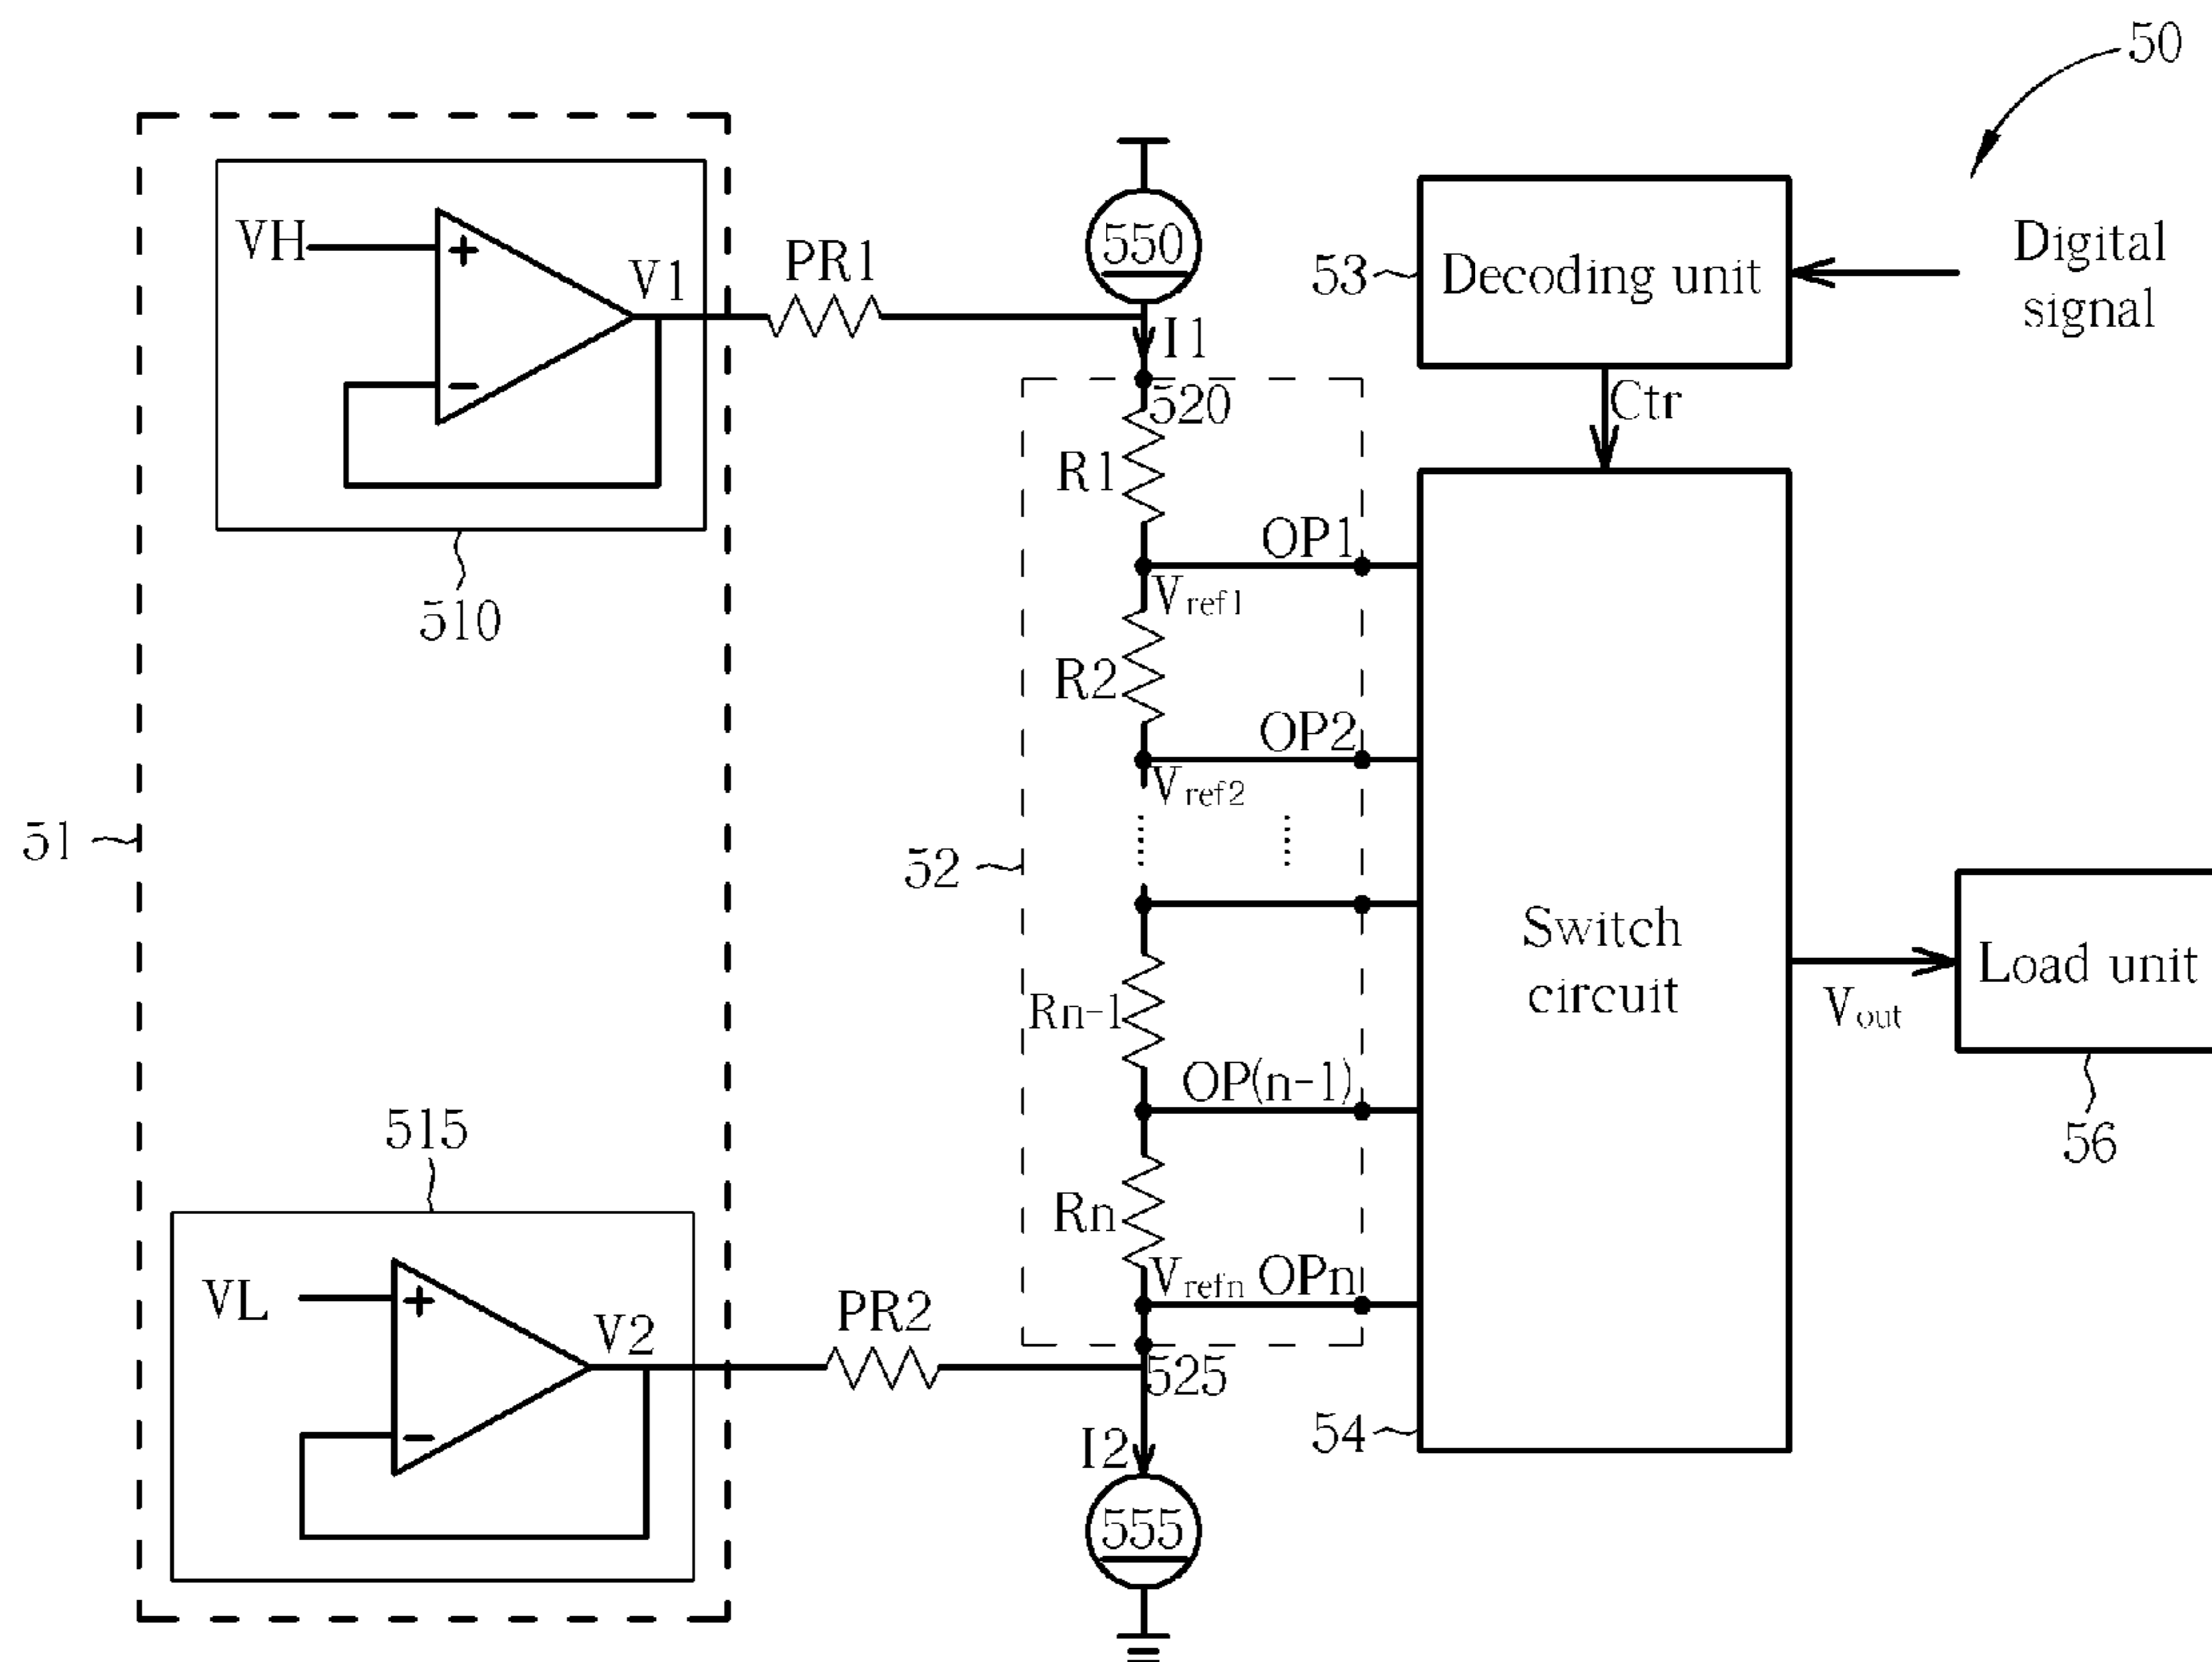 50
VH
+
−
V1
PR1
550
I1
53
Decoding unit
Digital
signal
Ctr
510
520
R1
OP1
Vref1
R2
OP2
Vref2
51
52
Switch
circuit
Load unit
Vout
Rn-1
OP(n-1)
56
515
Rn
Vrefn OPn
VL
+
−
V2
PR2
525
54
I2
555